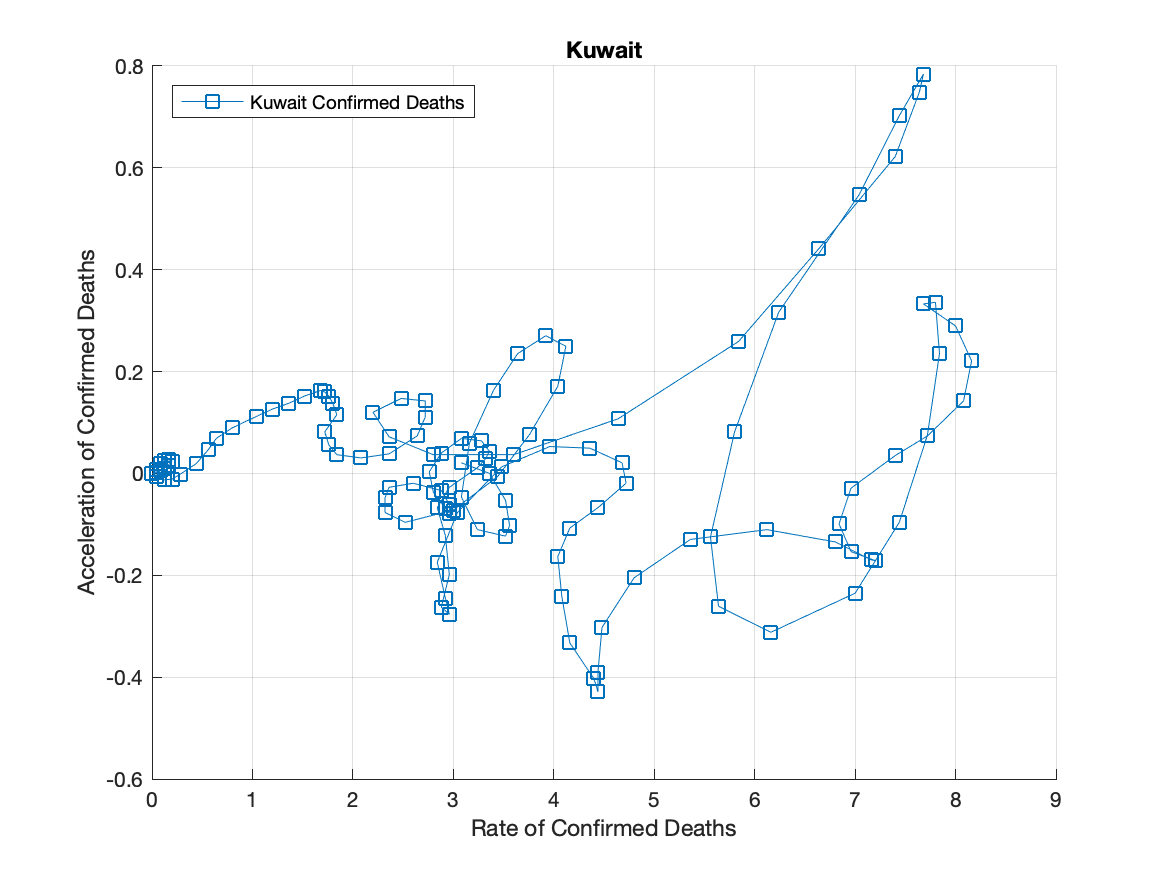 Kuwait
Kuwait Confirmed Deaths
0.8
0.6
0.4
0.2
0
-0.2
-0.4
-0.6
Acceleration of Confirmed Deaths
0 1 2 3 4 5 6 7 8 9
Rate of Confirmed Deaths